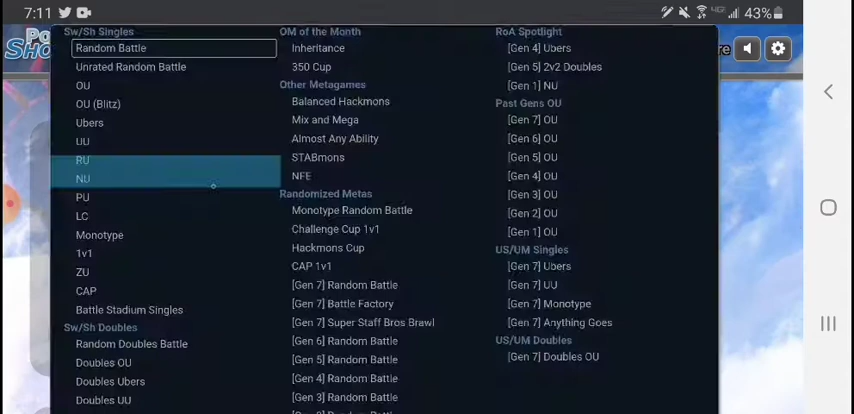 7:11
43%
Sw/Sh Singles
Random Battle
Unrated Random Battle
OU
OU (Blitz)
Ubers
UU
RU
NU
PU
LC
Monotype
1v1
ZU
CAP
Battle Stadium Singles
Sw/Sh Doubles
Random Doubles Battle
Doubles OU
Doubles Ubers
Doubles UU
OM of the Month
Inheritance
350 Cup
Other Metagames
Balanced Hackmons
Mix and Mega
Almost Any Ability
STABmons
NFE
Randomized Metas
Monotype Random Battle
Challenge Cup 1v1
Hackmons Cup
CAP 1v1
[Gen 7] Random Battle
[Gen 7] Battle Factory
[Gen 7] Super Staff Bros Brawl
[Gen 6] Random Battle
[Gen 5] Random Battle
[Gen 4] Random Battle
[Gen 3] Random Battle
RoA Spotlight
[Gen 4] Ubers
[Gen 5] 2v2 Doubles
[Gen 1] NU
Past Gens OU
[Gen 7] OU
[Gen 6] OU
[Gen 5] OU
[Gen 4] OU
[Gen 3] OU
[Gen 2] OU
[Gen 1] OU
US/UM Singles
[Gen 7] Ubers
[Gen 7] UU
[Gen 7] Monotype
[Gen 7] Anything Goes
US/UM Doubles
[Gen 7] Doubles OU